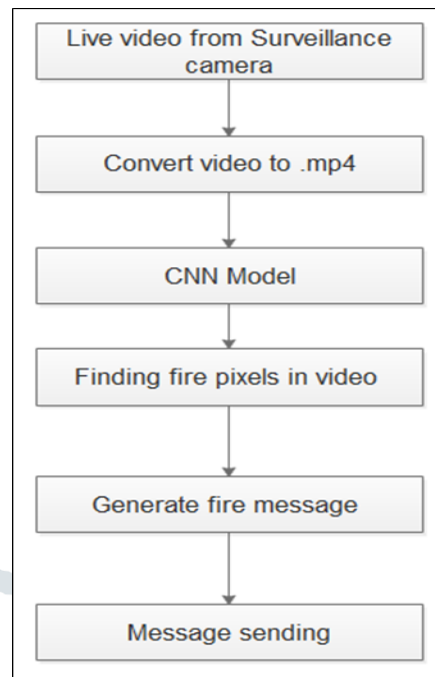 Live video from Surveillance
camera
Convert video to .mp4
CNN Model
Finding fire pixels in video
Generate fire message
Message sending